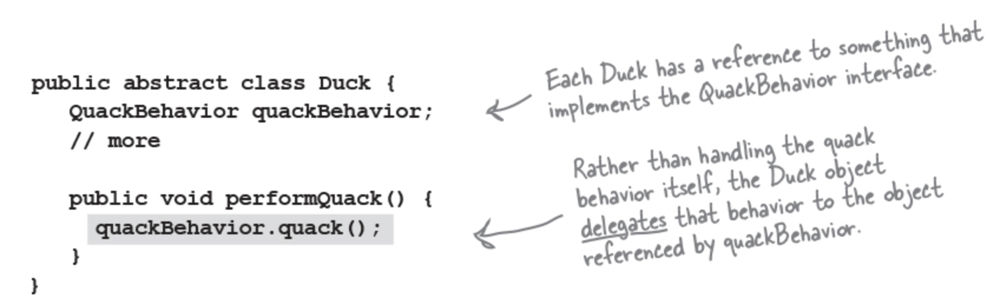 public abstract class Duck {
QuackBehavior quackBehavior;
// more
public void performQuack() {
quackBehavior.quack();
}
}
Each Duck has a reference to something that
implements the QuackBehavior interface.
Rather than handling the quack
behavior itself, the Duck object
delegates that behavior to the object
referenced by quackBehavior.